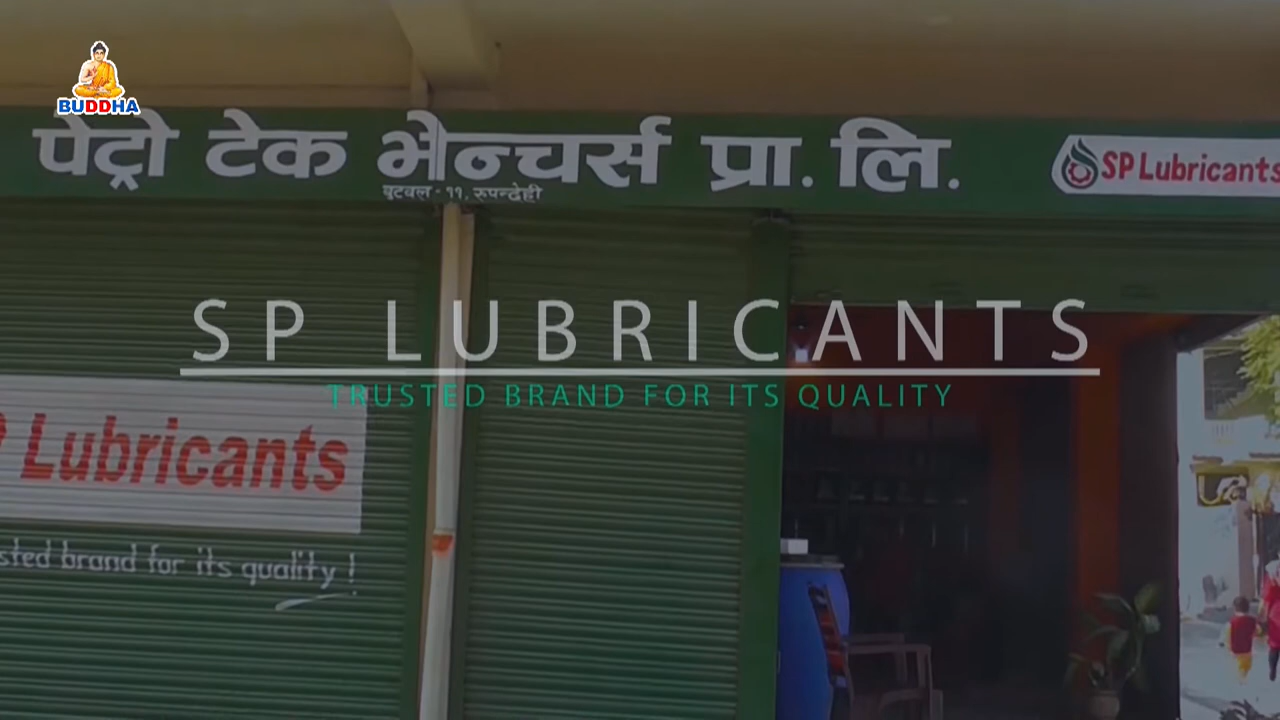 BUDDHA
पेट्रो टेक भेन्चर्स प्रा. लि.
SP Lubricants
बुटवल - ११, रुपन्देही
SP LUBRICANTS
TRUSTED BRAND FOR ITS QUALITY
Lubricants
brand for its quality !